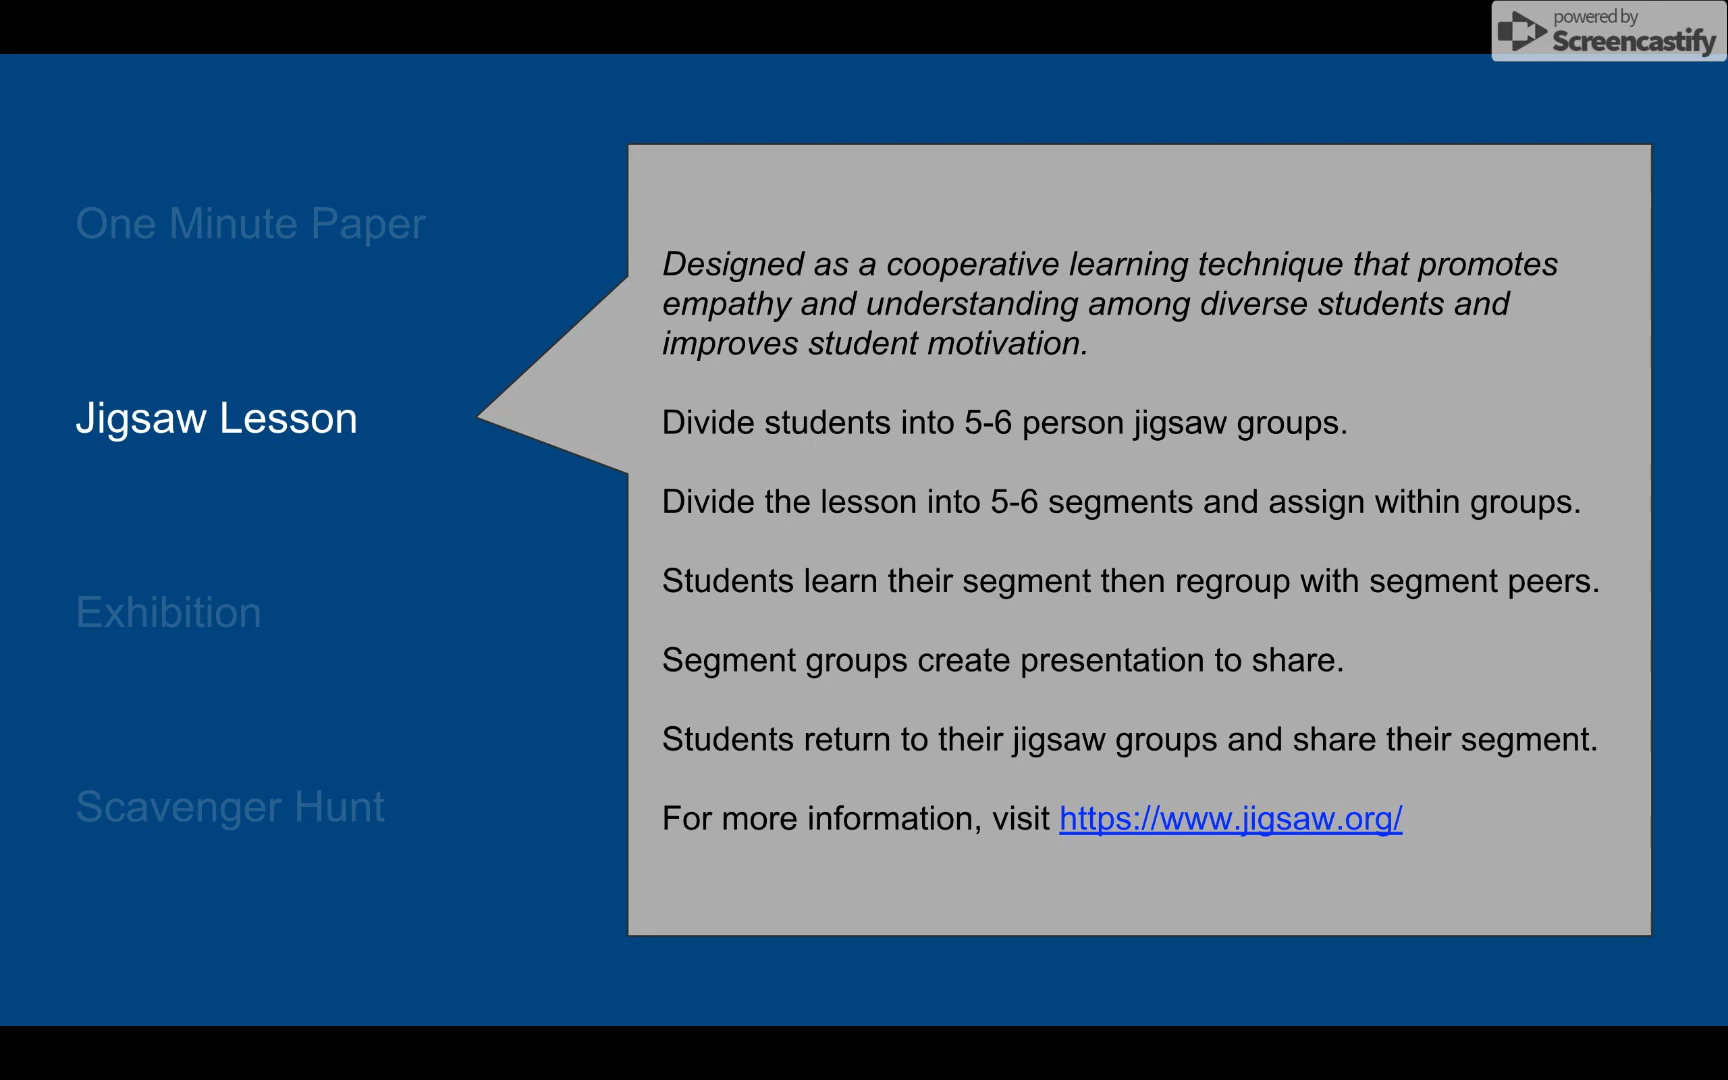 powered by
Screencastify
One Minute Paper
Jigsaw Lesson
Exhibition
Scavenger Hunt
Designed as a cooperative learning technique that promotes
empathy and understanding among diverse students and
improves student motivation.
Divide students into 5-6 person jigsaw groups.
Divide the lesson into 5-6 segments and assign within groups.
Students learn their segment then regroup with segment peers.
Segment groups create presentation to share.
Students return to their jigsaw groups and share their segment.
For more information, visit https://www.jigsaw.org/